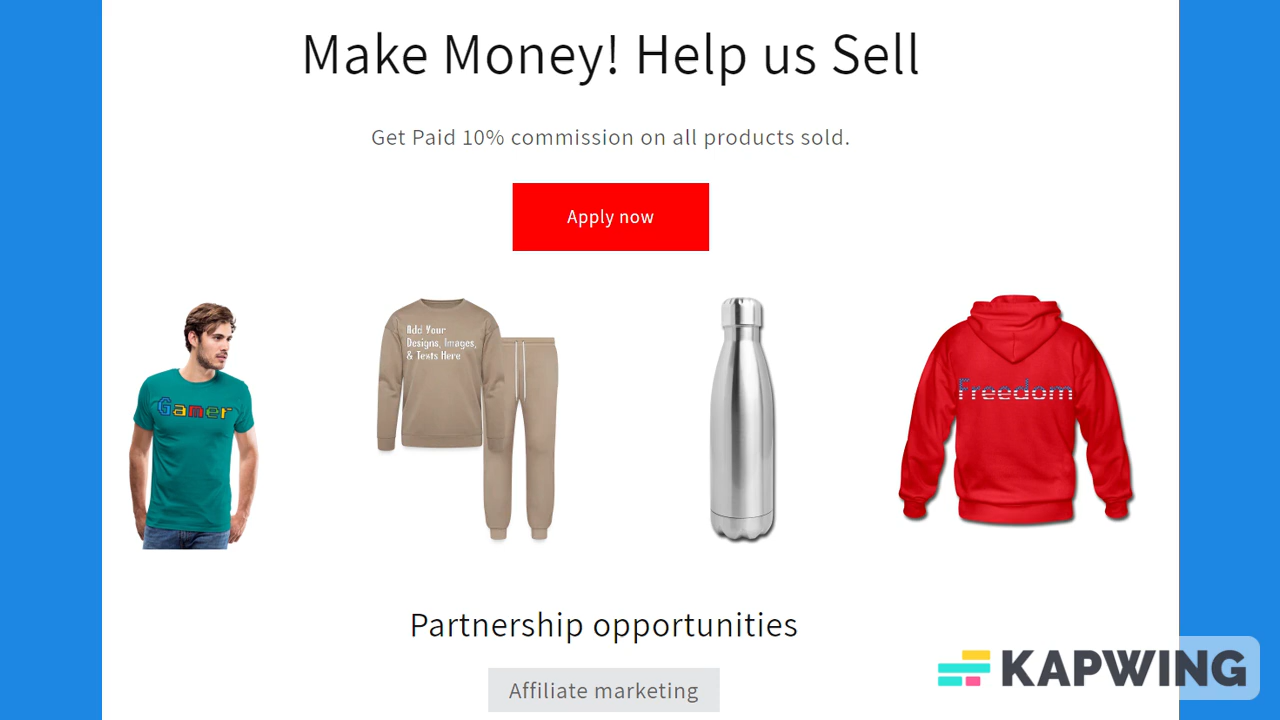 Make Money! Help us Sell
Get Paid 10% commission on all products sold.
Apply now
Gamer
Add Your
Designs, Images,
& Texts Here
Freedom
Partnership opportunities
Affiliate marketing
KAPWING